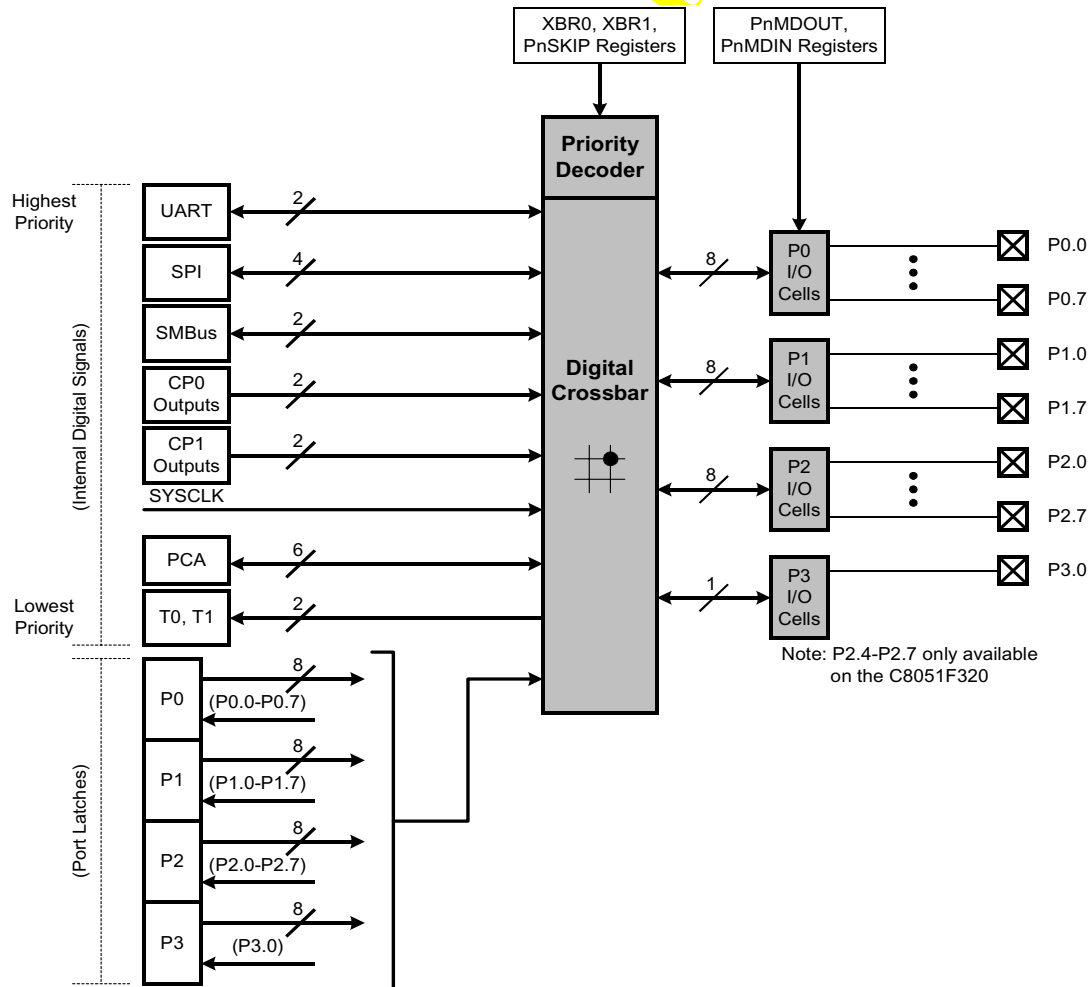 XBR0, XBR1,
PnSKIP Registers
PnMDOUT,
PnMDIN Registers
Priority
Decoder
Highest
Priority
UART
2
SPI
4
SMBus
2
CP0
Outputs
2
CP1
Outputs
2
SYSCLK
PCA
6
Lowest
Priority
T0, T1
2
(Internal Digital Signals)
Digital
Crossbar
8
P0
I/O
Cells
P0.0
P0.7
8
P1
I/O
Cells
P1.0
P1.7
8
P2
I/O
Cells
P2.0
P2.7
1
P3
I/O
Cells
P3.0
Note: P2.4-P2.7 only available
on the C8051F320
(Port Latches)
P0
8
(P0.0-P0.7)
P1
8
(P1.0-P1.7)
P2
8
(P2.0-P2.7)
P3
8
(P3.0)